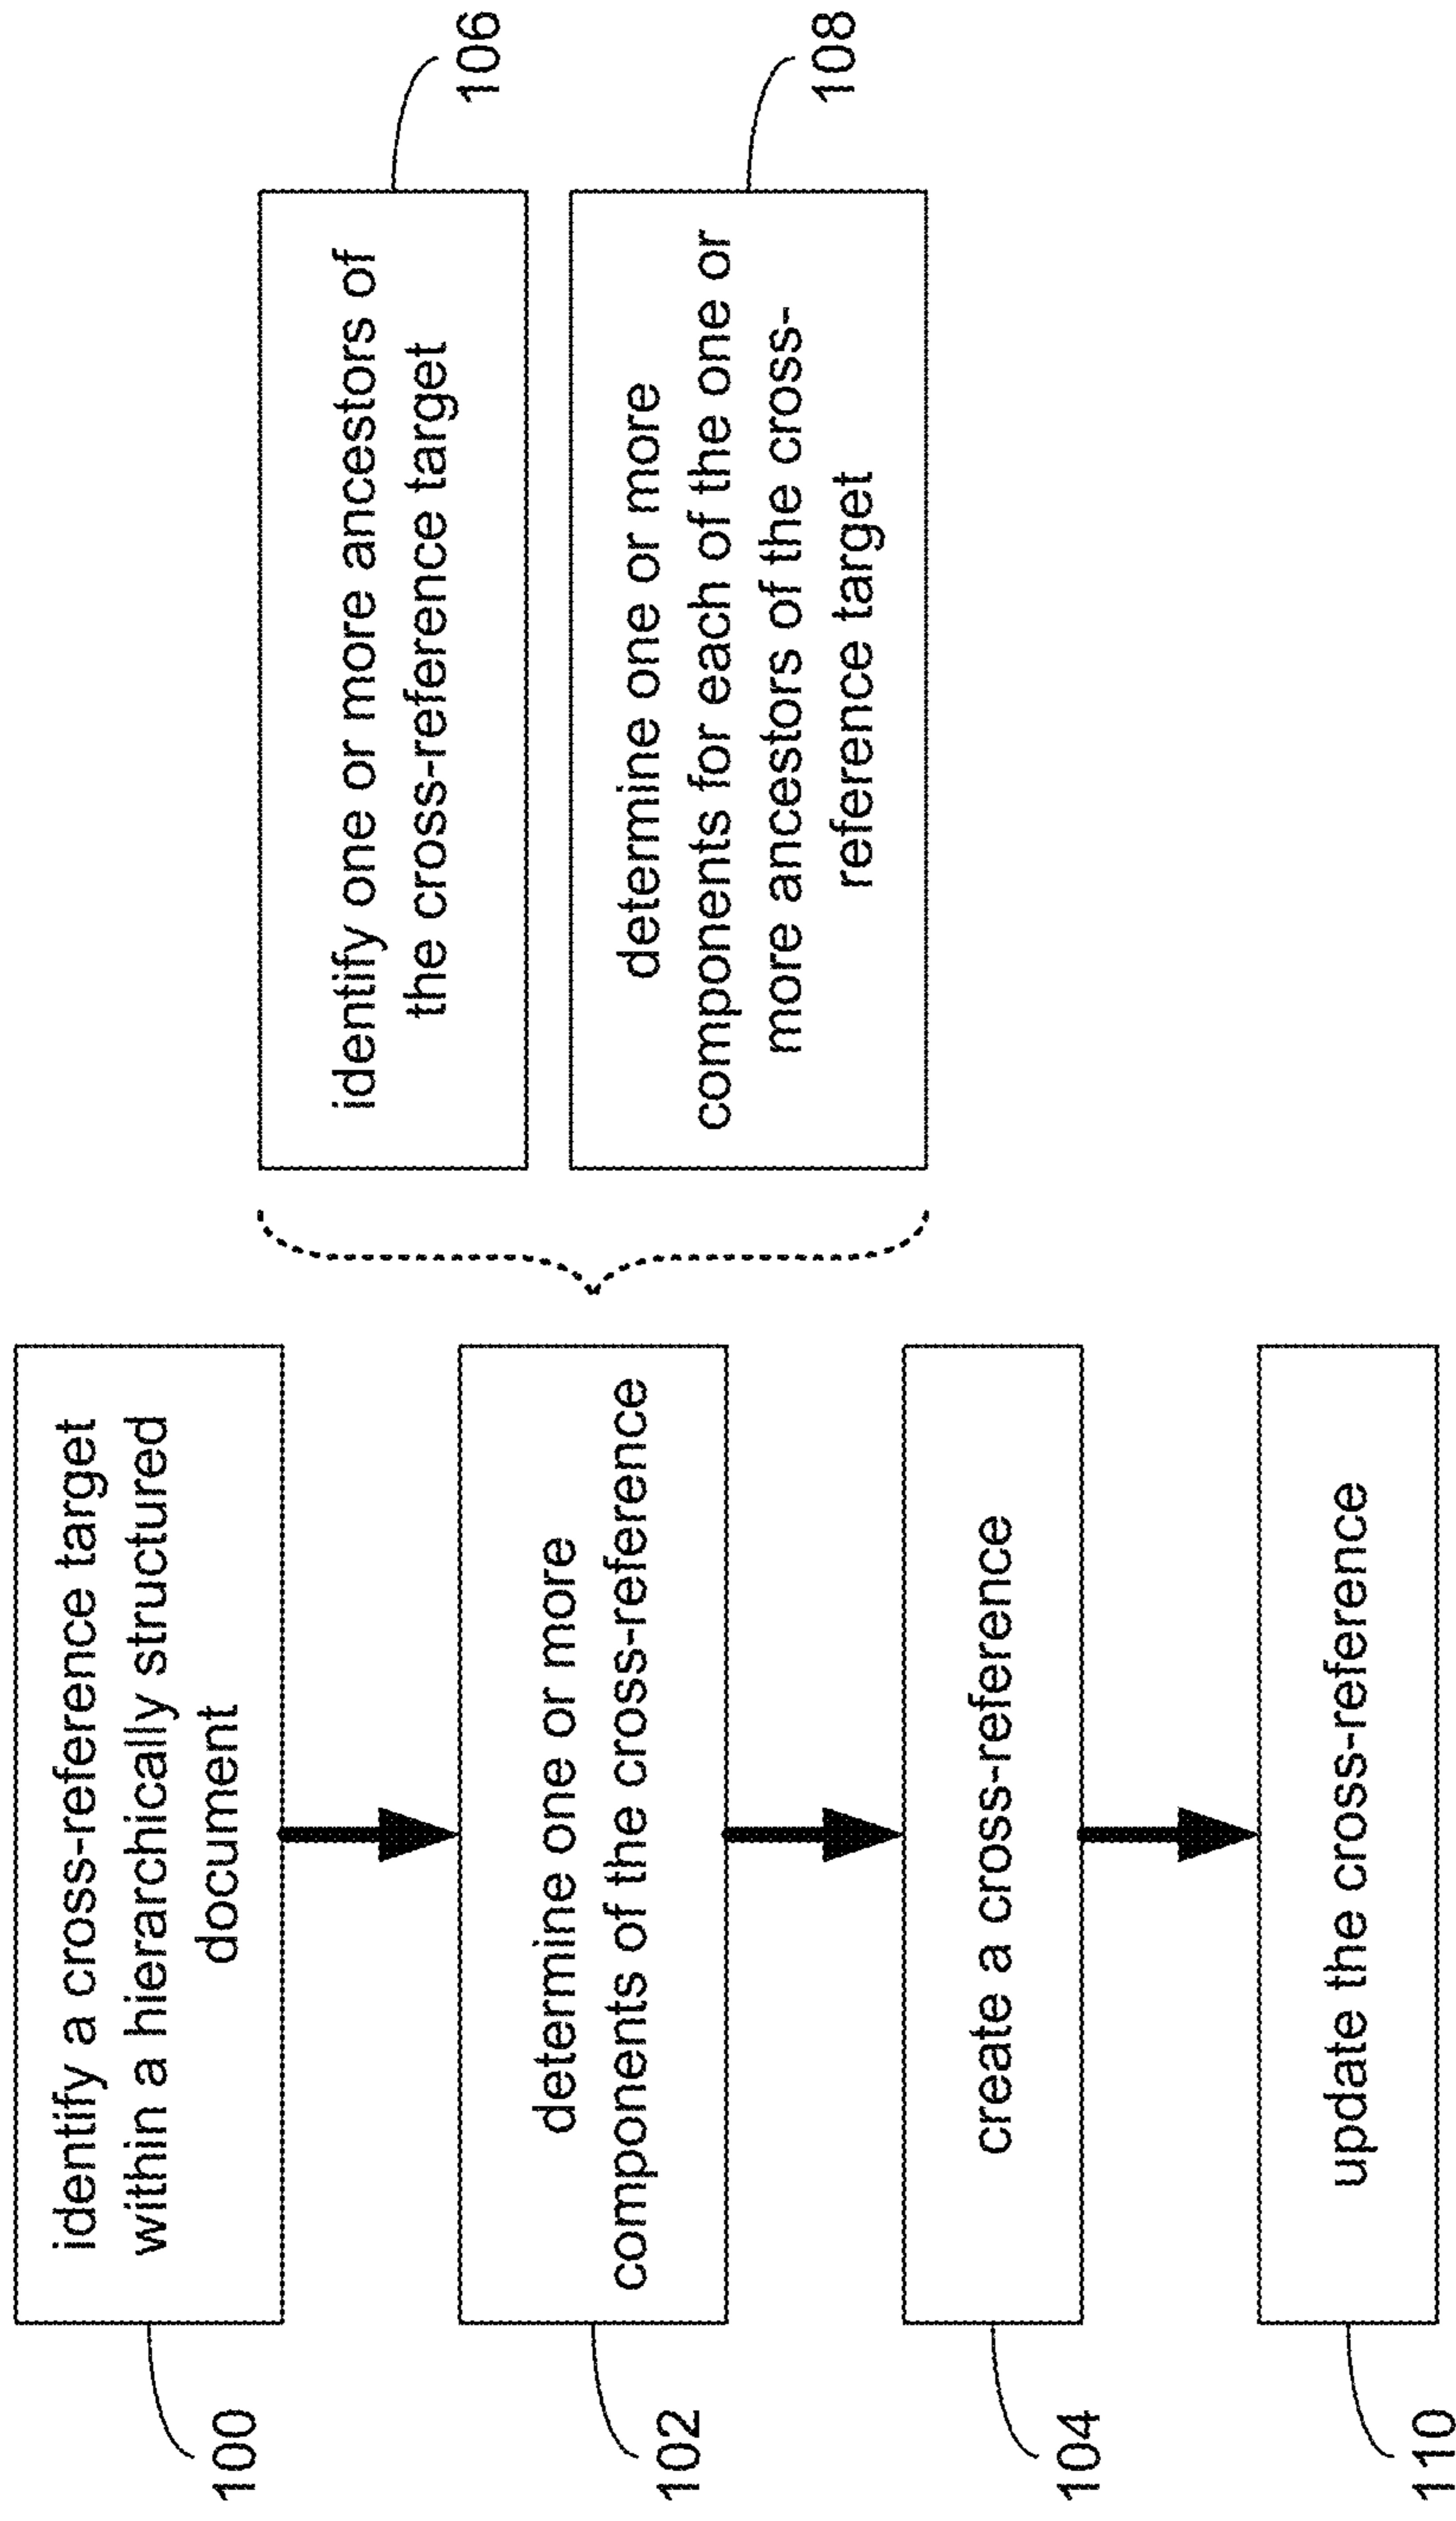 identify a cross-reference target
within a hierarchically structured
document
100
determine one or more
components of the cross-reference
102
identify one or more ancestors of
the cross-reference target
106
determine one or more
components for each of the one or
more ancestors of the cross-
reference target
108
create a cross-reference
104
update the cross-reference
110